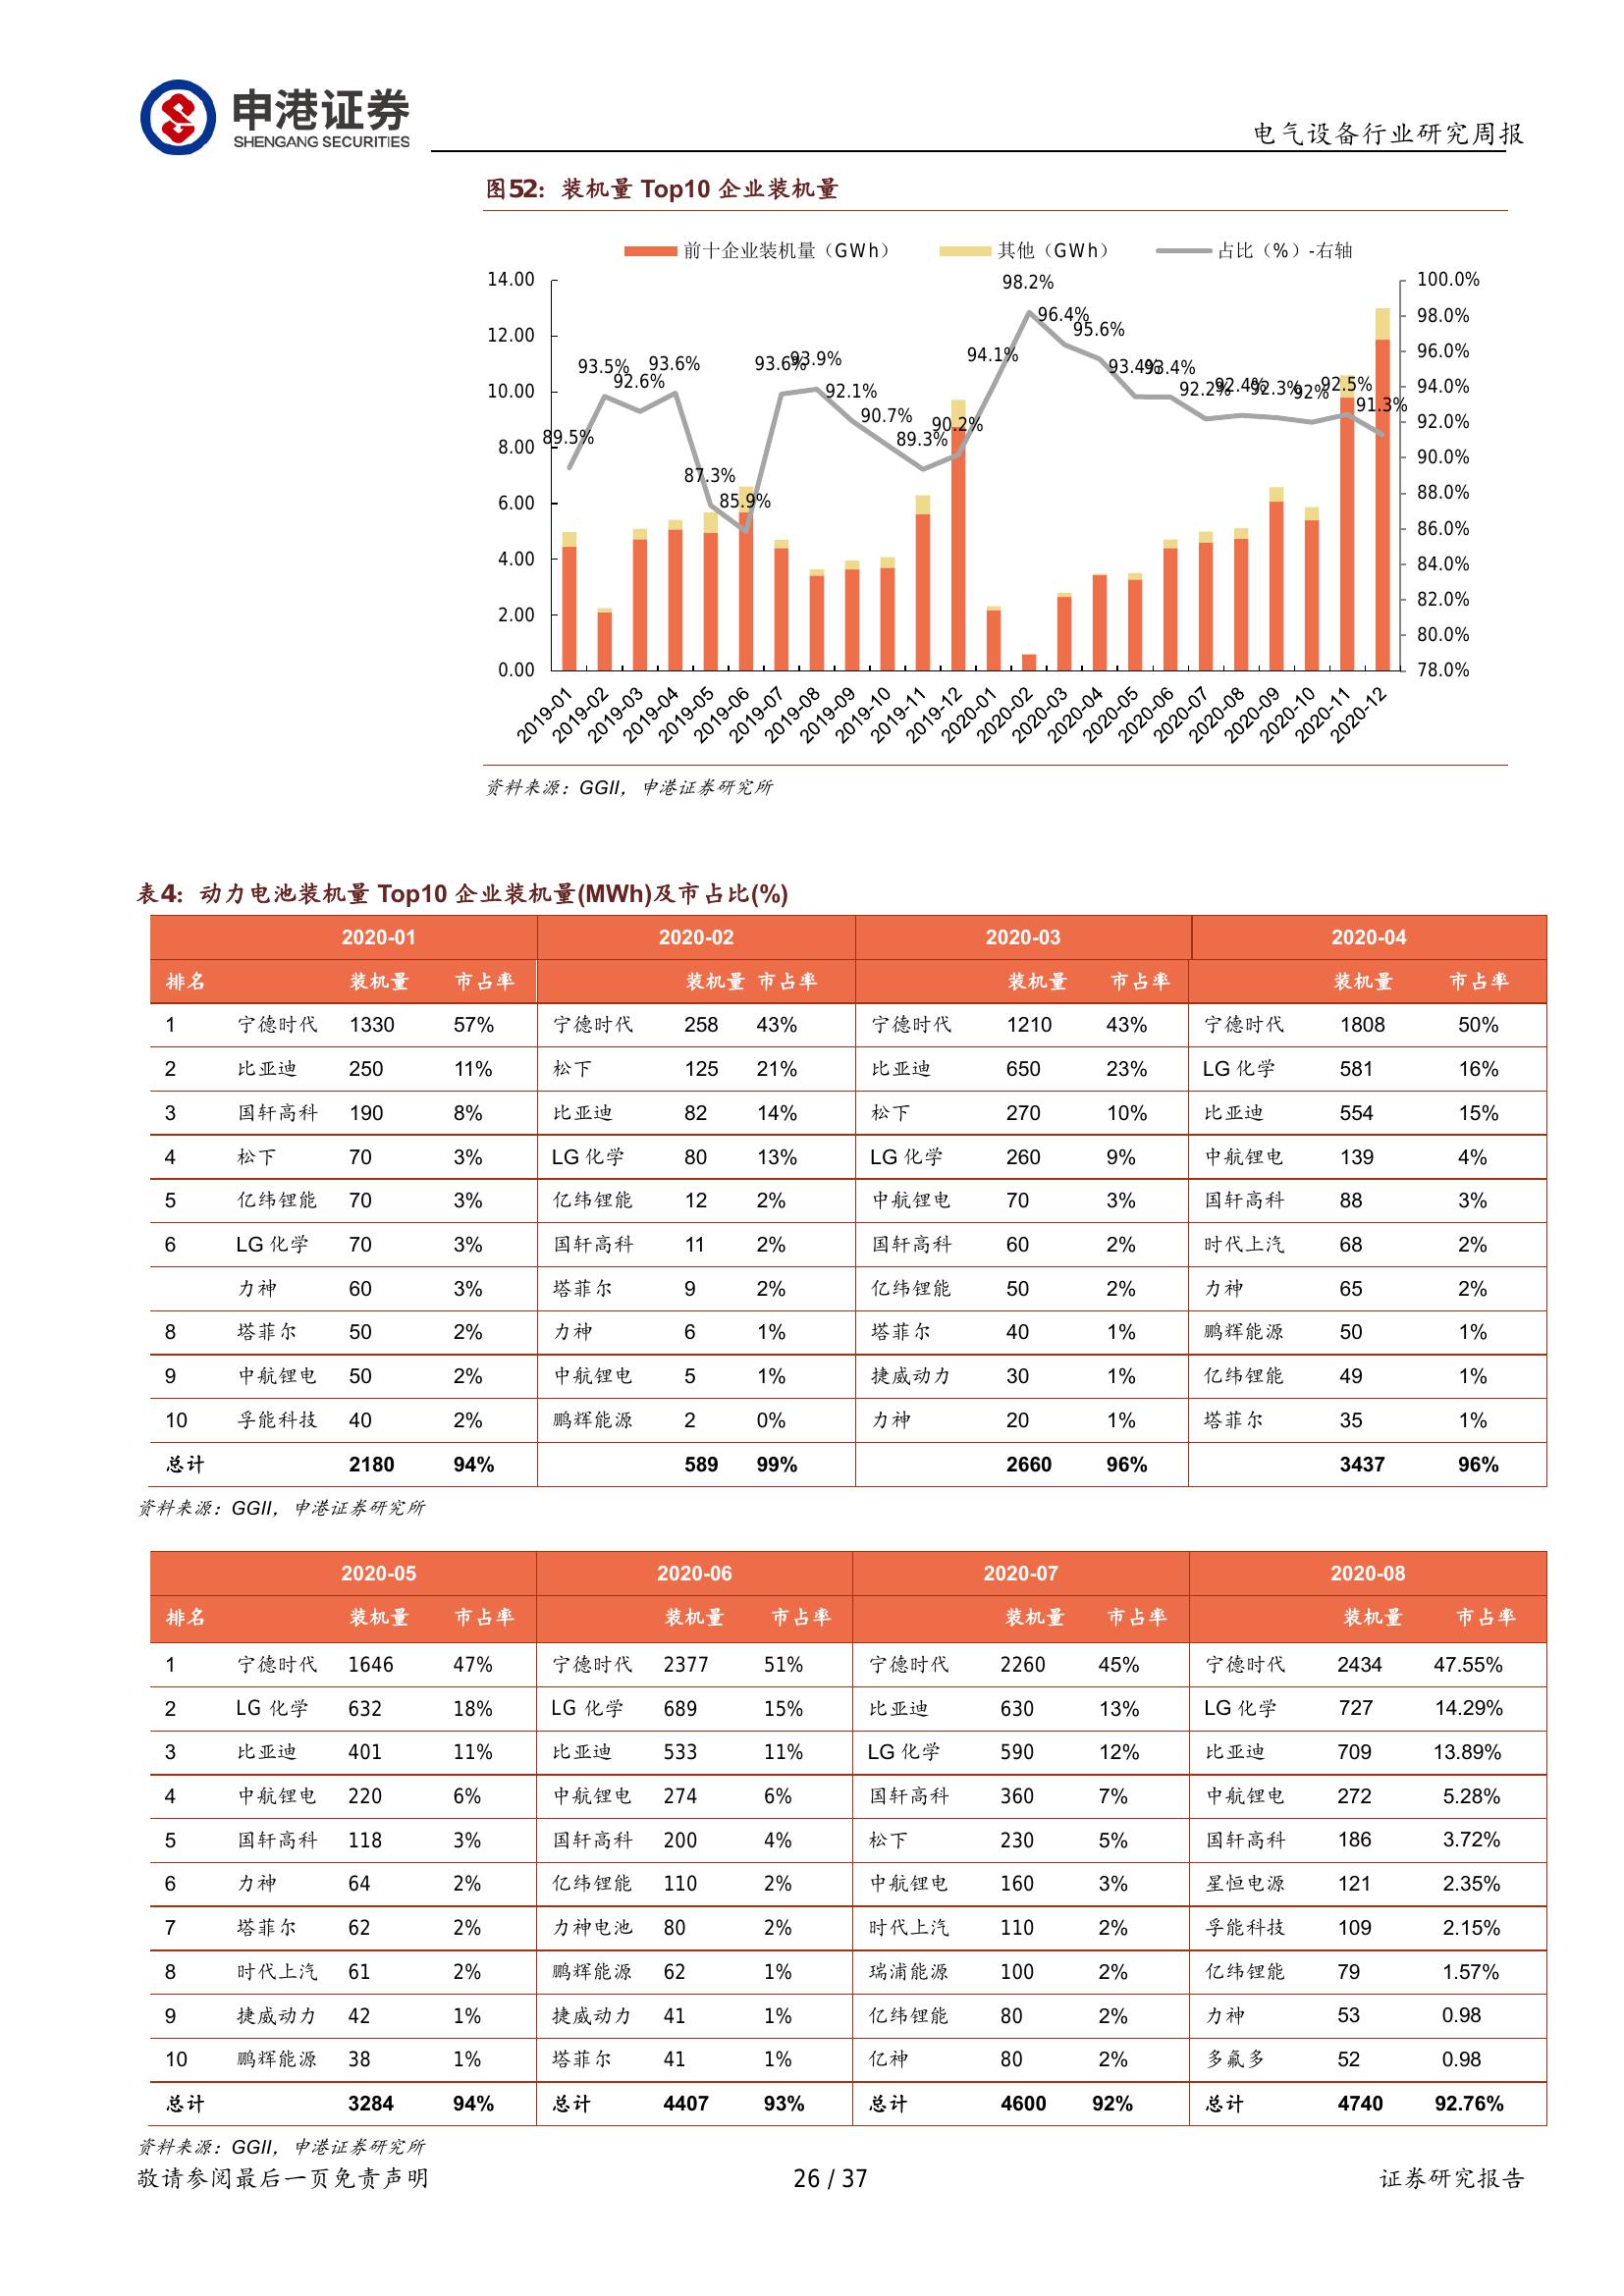 申港证券
SHENGANG SECURITIES
电气设备行业研究周报
图52: 装机量 Top10 企业装机量
前十企业装机量（GWh） 其他（GWh） 占比（%）-右轴
14.00
12.00
10.00
8.00
6.00
4.00
2.00
0.00
100.0%
98.0%
96.0%
94.0%
92.0%
90.0%
88.0%
86.0%
84.0%
82.0%
80.0%
78.0%
89.5% 93.5% 92.6% 93.6% 87.3% 85.9% 93.6% 93.9% 92.1% 90.7% 89.3% 90.2% 94.1% 98.2% 96.4% 95.6% 93.4% 93.4% 92.2% 92.4% 92.3% 92% 92.5% 91.3%
2019-01 2019-02 2019-03 2019-04 2019-05 2019-06 2019-07 2019-08 2019-09 2019-10 2019-11 2019-12 2020-01 2020-02 2020-03 2020-04 2020-05 2020-06 2020-07 2020-08 2020-09 2020-10 2020-11 2020-12
资料来源：GGII，申港证券研究所
表4: 动力电池装机量 Top10 企业装机量(MWh)及市占比(%)
2020-01 2020-02 2020-03 2020-04
排名 装机量 市占率 装机量 市占率 装机量 市占率 装机量 市占率
1 宁德时代 1330 57% 宁德时代 258 43% 宁德时代 1210 43% 宁德时代 1808 50%
2 比亚迪 250 11% 松下 125 21% 比亚迪 650 23% LG 化学 581 16%
3 国轩高科 190 8% 比亚迪 82 14% 松下 270 10% 比亚迪 554 15%
4 松下 70 3% LG 化学 80 13% LG 化学 260 9% 中航锂电 139 4%
5 亿纬锂能 70 3% 亿纬锂能 12 2% 中航锂电 70 3% 国轩高科 88 3%
6 LG 化学 70 3% 国轩高科 11 2% 国轩高科 60 2% 时代上汽 68 2%
力神 60 3% 塔菲尔 9 2% 亿纬锂能 50 2% 力神 65 2%
8 塔菲尔 50 2% 力神 6 1% 塔菲尔 40 1% 鹏辉能源 50 1%
9 中航锂电 50 2% 中航锂电 5 1% 捷威动力 30 1% 亿纬锂能 49 1%
10 孚能科技 40 2% 鹏辉能源 2 0% 力神 20 1% 塔菲尔 35 1%
总计 2180 94% 589 99% 2660 96% 3437 96%
资料来源：GGII，申港证券研究所
2020-05 2020-06 2020-07 2020-08
排名 装机量 市占率 装机量 市占率 装机量 市占率 装机量 市占率
1 宁德时代 1646 47% 宁德时代 2377 51% 宁德时代 2260 45% 宁德时代 2434 47.55%
2 LG 化学 632 18% LG 化学 689 15% 比亚迪 630 13% LG 化学 727 14.29%
3 比亚迪 401 11% 比亚迪 533 11% LG 化学 590 12% 比亚迪 709 13.89%
4 中航锂电 220 6% 中航锂电 274 6% 国轩高科 360 7% 中航锂电 272 5.28%
5 国轩高科 118 3% 国轩高科 200 4% 松下 230 5% 国轩高科 186 3.72%
6 力神 64 2% 亿纬锂能 110 2% 中航锂电 160 3% 星恒电源 121 2.35%
7 塔菲尔 62 2% 力神电池 80 2% 时代上汽 110 2% 孚能科技 109 2.15%
8 时代上汽 61 2% 鹏辉能源 62 1% 瑞浦能源 100 2% 亿纬锂能 79 1.57%
9 捷威动力 42 1% 捷威动力 41 1% 亿纬锂能 80 2% 力神 53 0.98
10 鹏辉能源 38 1% 塔菲尔 41 1% 亿神 80 2% 多氟多 52 0.98
总计 3284 94% 总计 4407 93% 总计 4600 92% 总计 4740 92.76%
资料来源：GGII，申港证券研究所
敬请参阅最后一页免责声明 26 / 37 证券研究报告